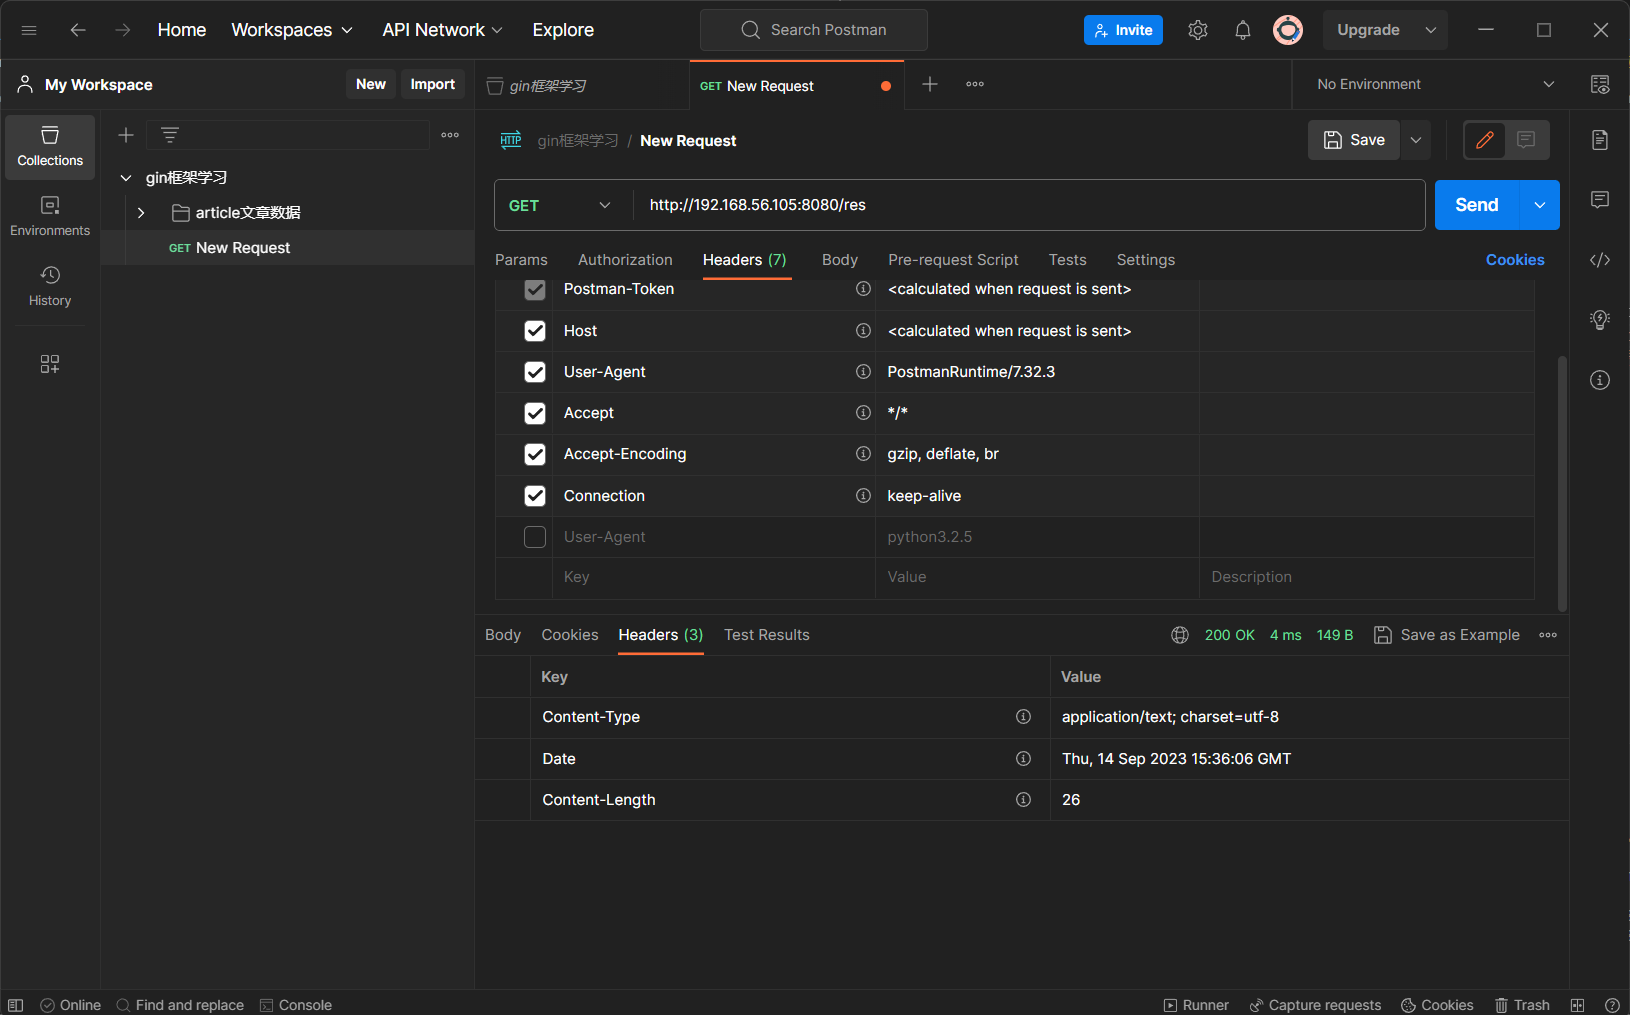 Home Workspaces API Network Explore Search Postman Invite Upgrade
My Workspace New Import gin框架学习 GET New Request No Environment
Collections
Environments
History
gin框架学习
article文章数据
GET New Request
HTTP gin框架学习 / New Request Save
GET http://192.168.56.105:8080/res Send
Params Authorization Headers (7) Body Pre-request Script Tests Settings Cookies
Postman-Token <calculated when request is sent>
Host <calculated when request is sent>
User-Agent PostmanRuntime/7.32.3
Accept */*
Accept-Encoding gzip, deflate, br
Connection keep-alive
User-Agent python3.2.5
Key Value Description
Body Cookies Headers (3) Test Results 200 OK 4 ms 149 B Save as Example
Key Value
Content-Type application/text; charset=utf-8
Date Thu, 14 Sep 2023 15:36:06 GMT
Content-Length 26
Online Find and replace Console Runner Capture requests Cookies Trash